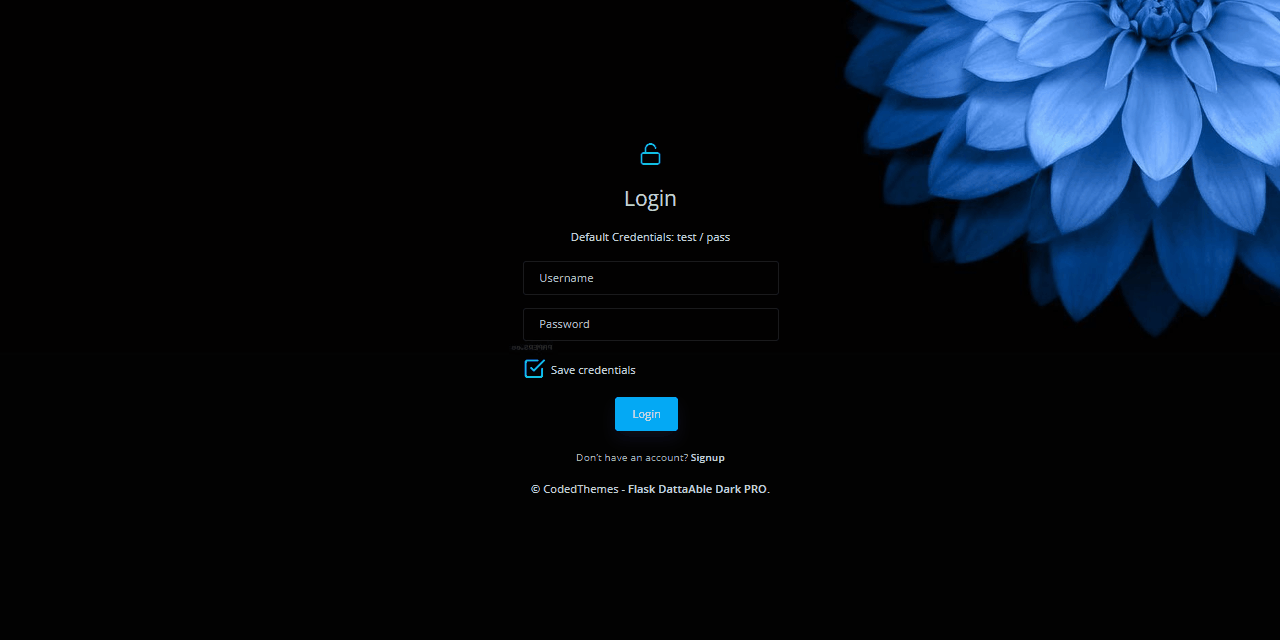 Login
Default Credentials: test / pass
Username
Password
Save credentials
Login
Don't have an account? Signup
© CodedThemes - Flask DattaAble Dark PRO.